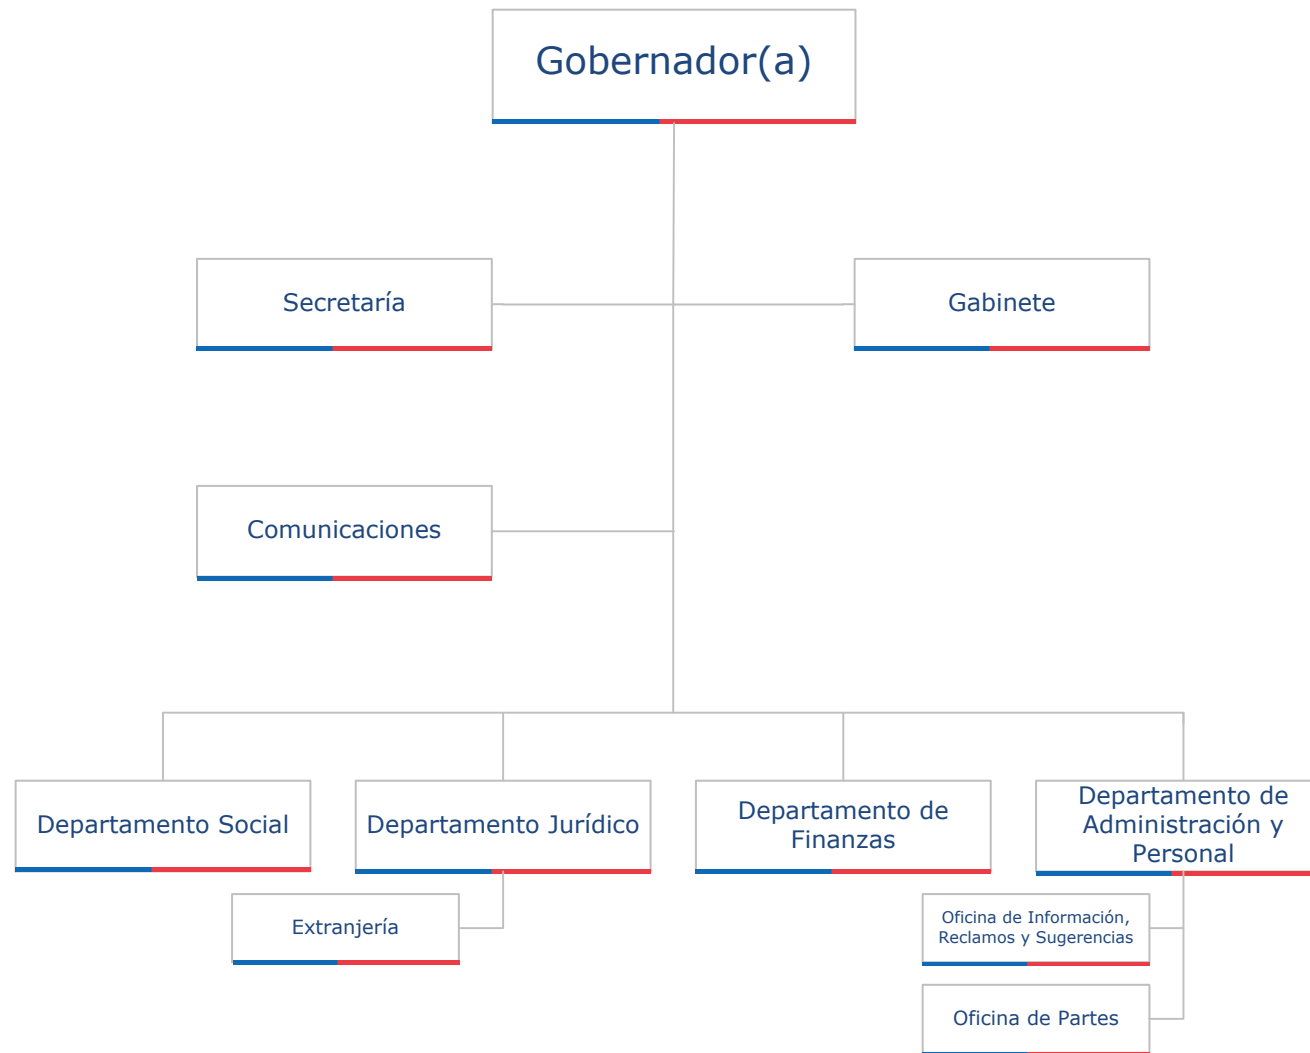 Gobernador(a)
Secretaría
Gabinete
Comunicaciones
Departamento Social
Departamento Jurídico
Departamento de
Finanzas
Departamento de
Administración y
Personal
Extranjería
Oficina de Información,
Reclamos y Sugerencias
Oficina de Partes